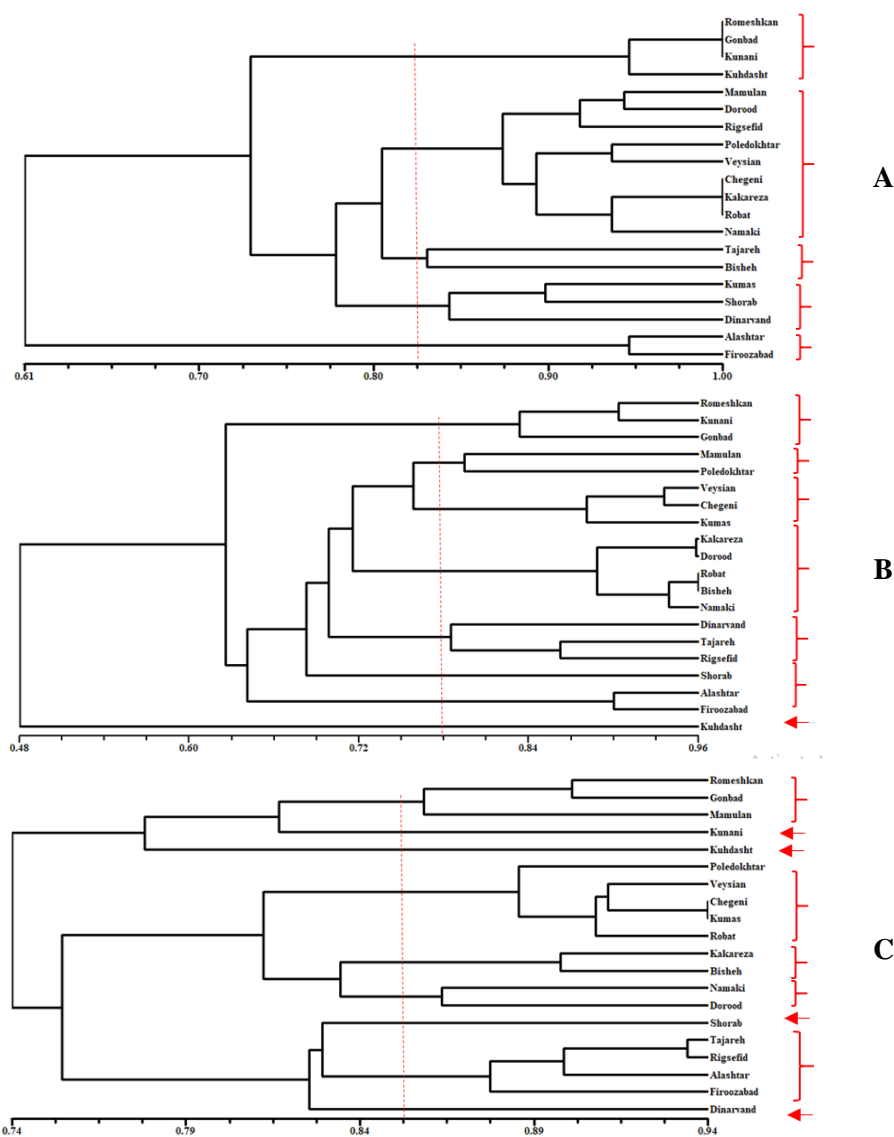 Romeshkan
Gonbad
Kunani
Kuhdasht
Mamulan
Dorood
Rigsefid
Poledokhtar
Veysian
Chegeni
Kakareza
Robat
Namaki
Tajareh
Bisheh
Kumas
Shorab
Dinarvand
Alashtar
Firoozabad
A
0.61 0.70 0.80 0.90 1.00
Romeshkan
Kunani
Gonbad
Mamulan
Poledokhtar
Veysian
Chegeni
Kumas
Kakareza
Dorood
Robat
Bisheh
Namaki
Dinarvand
Tajareh
Rigsefid
Shorab
Alashtar
Firoozabad
Kuhdasht
B
0.48 0.60 0.72 0.84 0.96
Romeshkan
Gonbad
Mamulan
Kunani
Kuhdasht
Poledokhtar
Veysian
Chegeni
Kumas
Robat
Kakareza
Bisheh
Namaki
Dorood
Shorab
Tajareh
Rigsefid
Alashtar
Firoozabad
Dinarvand
C
0.74 0.79 0.84 0.89 0.94